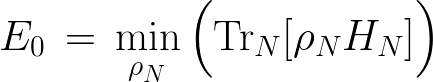 $E_0 = \min_{\rho_N} \left( \mathrm{Tr}_N [\rho_N H_N] \right)$